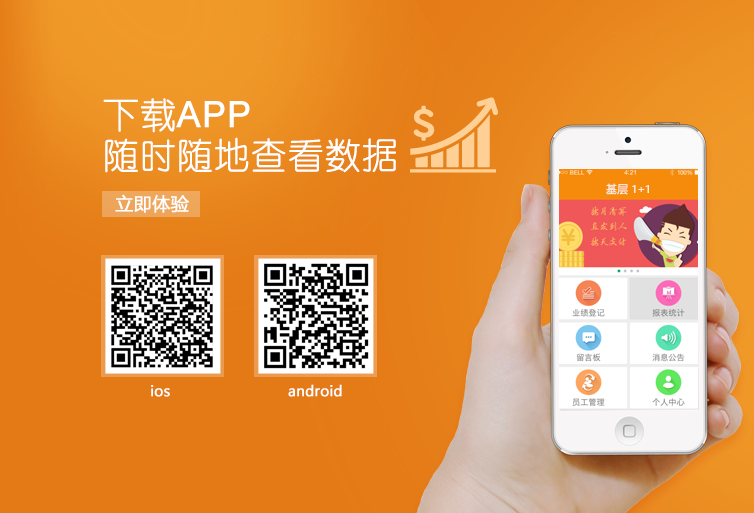 下载APP
随时随地查看数据
立即体验
ios
android
BELL
4:21
100%
基层 1+1
业绩登记
报表统计
留言板
消息公告
员工管理
个人中心